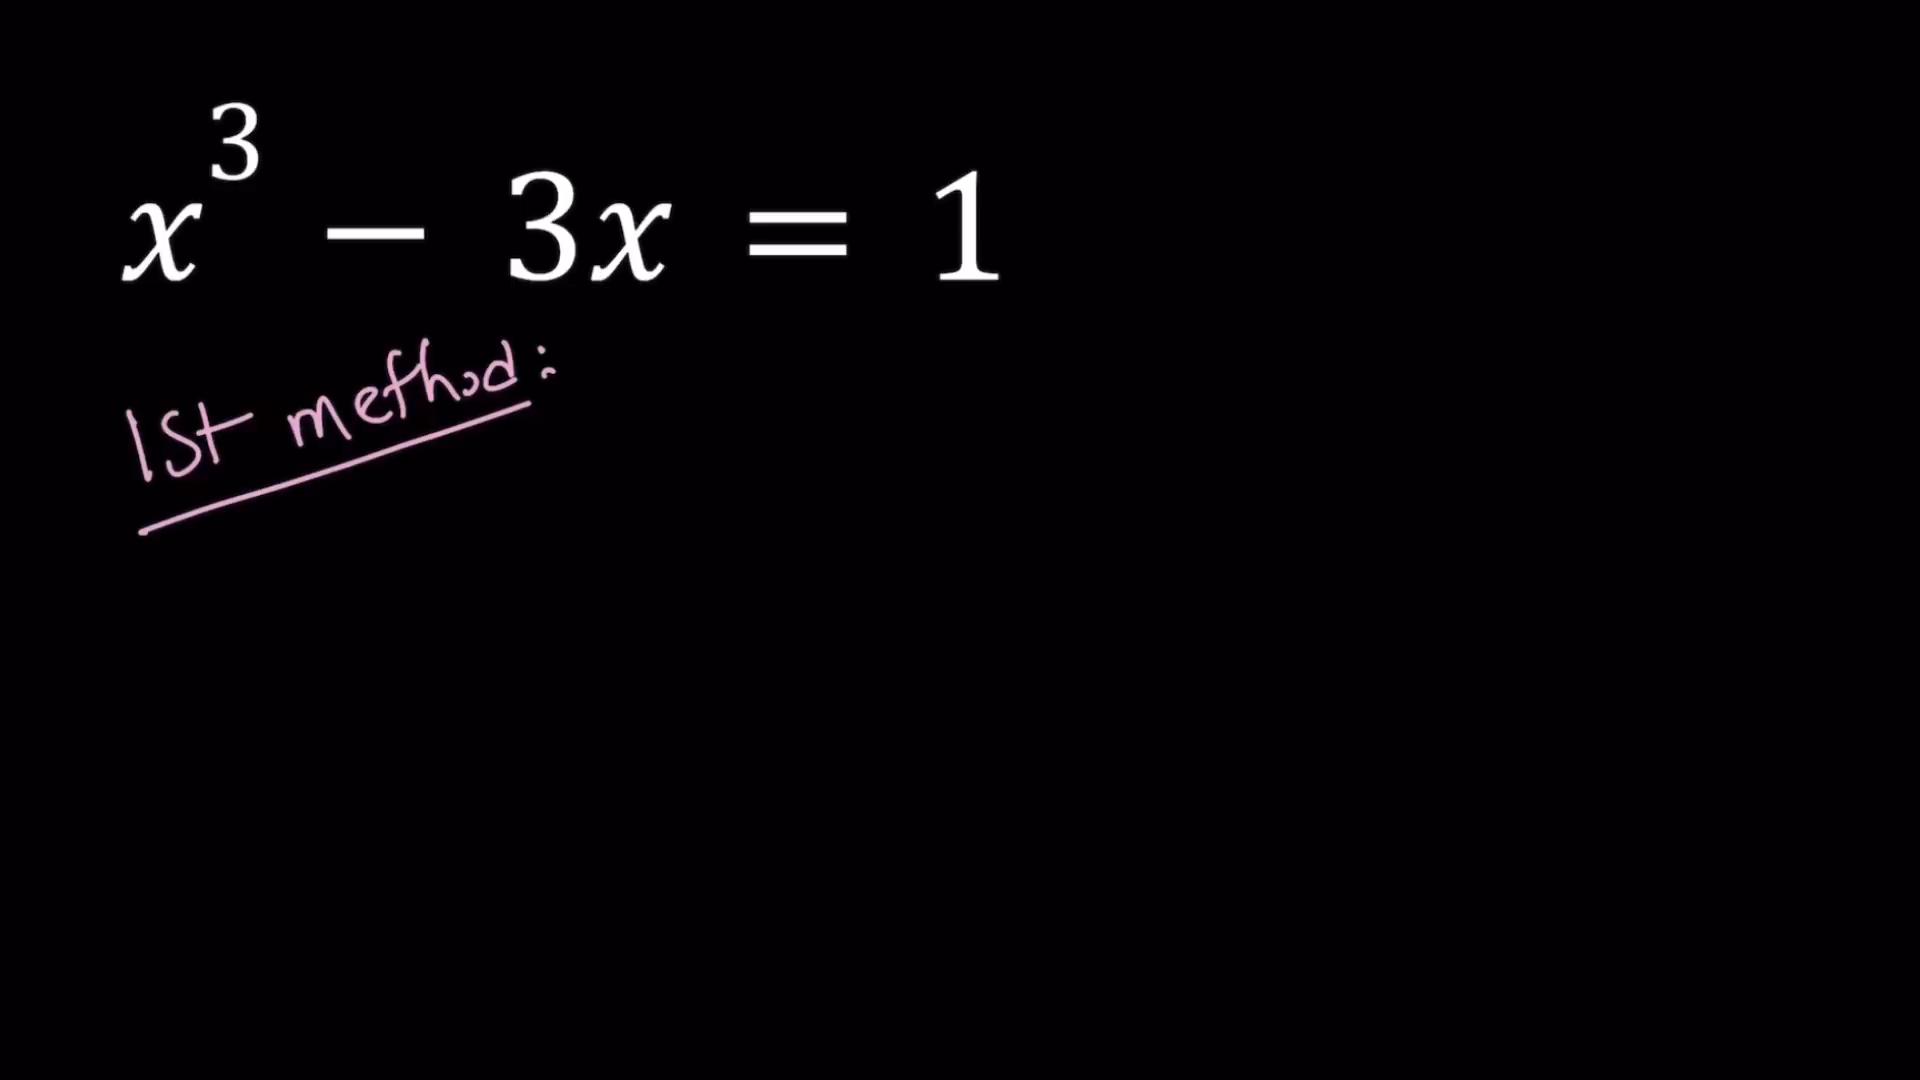 x³ − 3x = 1
1st method: